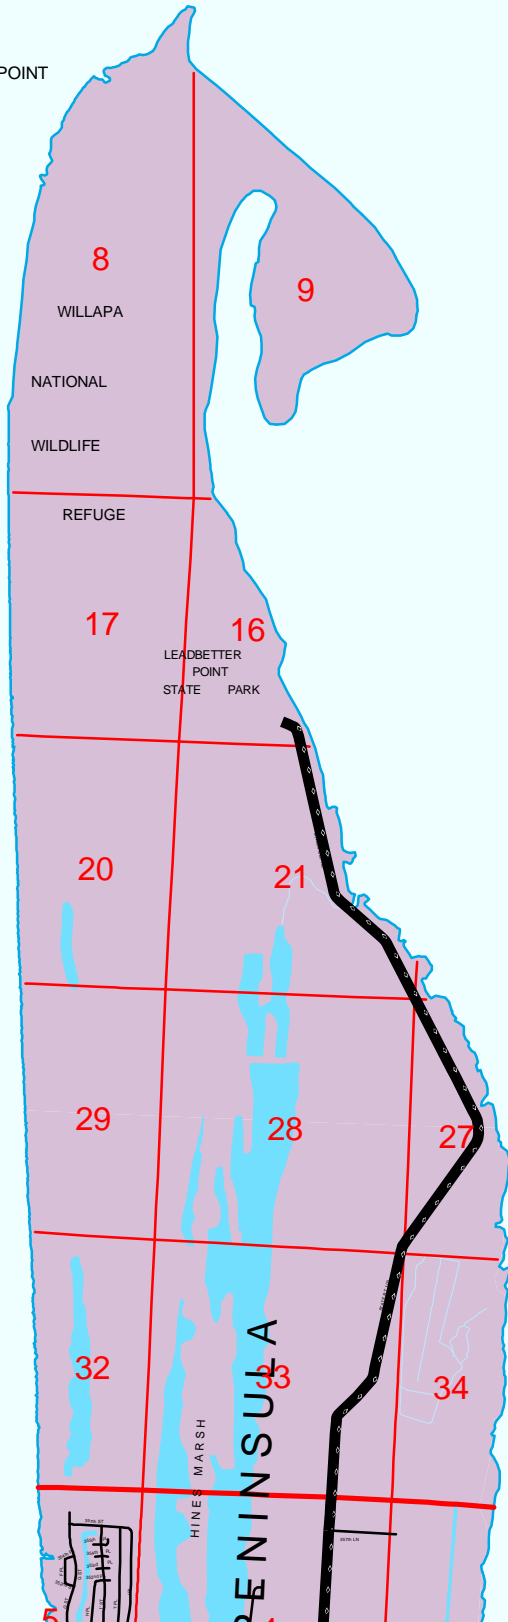 POINT
8
9
WILLAPA
NATIONAL
WILDLIFE
REFUGE
17
16
LEADBETTER
POINT
STATE PARK
20
21
29
28
27
32
33
34
HINES MARSH
PENINSULA
5